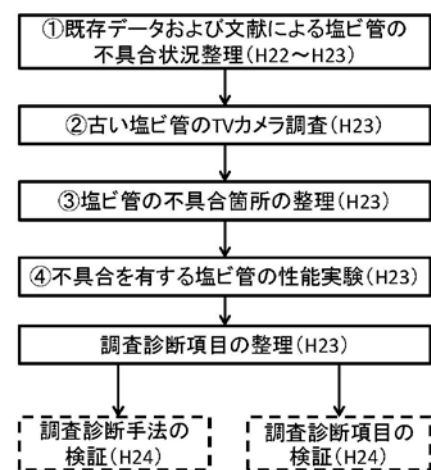 ①既存データおよび文献による塩ビ管の
不具合状況整理(H22～H23)
②古い塩ビ管のTVカメラ調査(H23)
③塩ビ管の不具合箇所の整理(H23)
④不具合を有する塩ビ管の性能実験(H23)
調査診断項目の整理(H23)
調査診断手法の
検証(H24)
調査診断項目の
検証(H24)